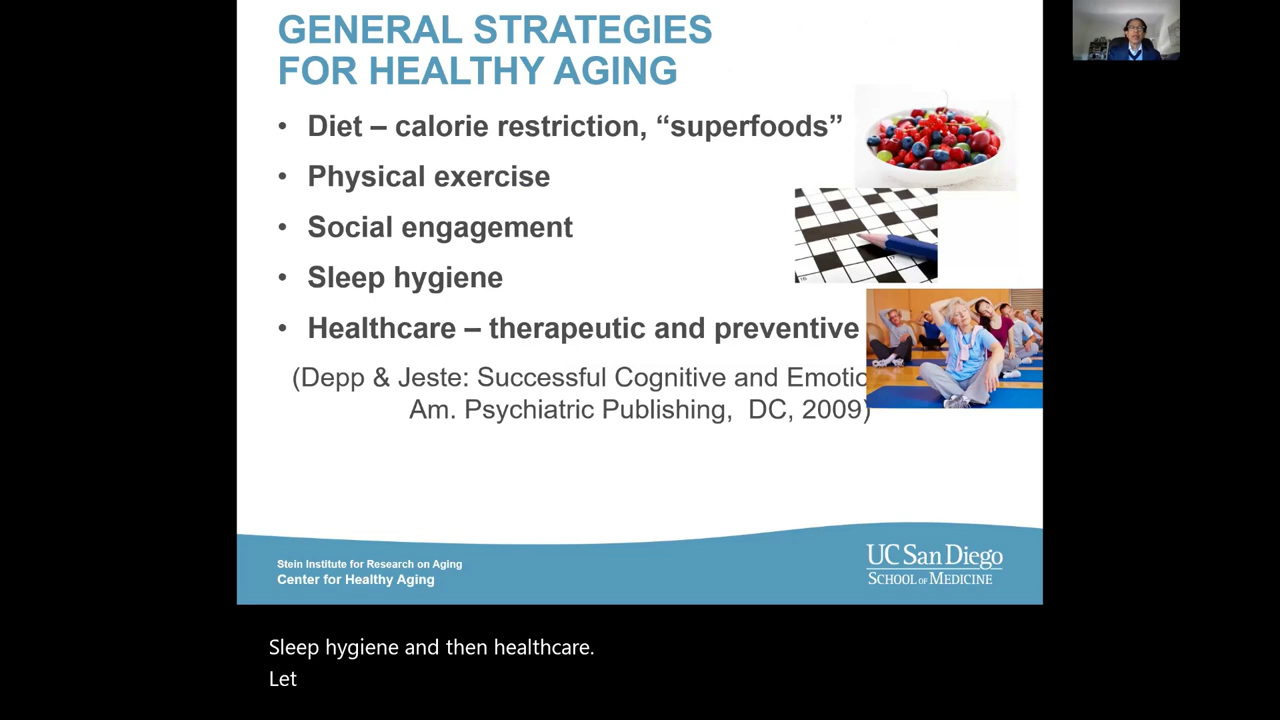 GENERAL STRATEGIES
FOR HEALTHY AGING
• Diet – calorie restriction, “superfoods”
• Physical exercise
• Social engagement
• Sleep hygiene
• Healthcare – therapeutic and preventive
(Depp & Jeste: Successful Cognitive and
Am. Psychiatric Publishing, DC, 2009)
Stein Institute for Research on Aging
Center for Healthy Aging
UC San Diego
SCHOOL OF MEDICINE
Sleep hygiene and then healthcare.
Let